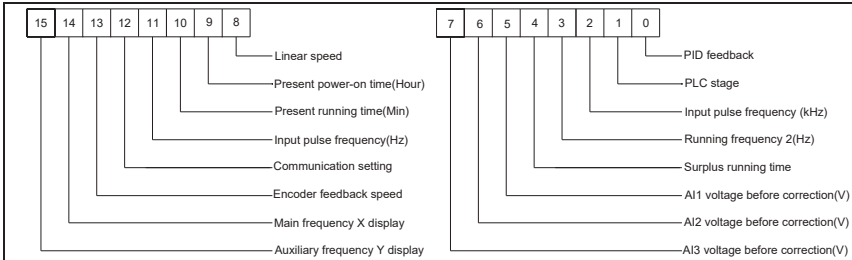 15 14 13 12 11 10 9 8
Linear speed
Present power-on time(Hour)
Present running time(Min)
Input pulse frequency(Hz)
Communication setting
Encoder feedback speed
Main frequency X display
Auxiliary frequency Y display
7 6 5 4 3 2 1 0
PID feedback
PLC stage
Input pulse frequency (kHz)
Running frequency 2(Hz)
Surplus running time
AI1 voltage before correction(V)
AI2 voltage before correction(V)
AI3 voltage before correction(V)